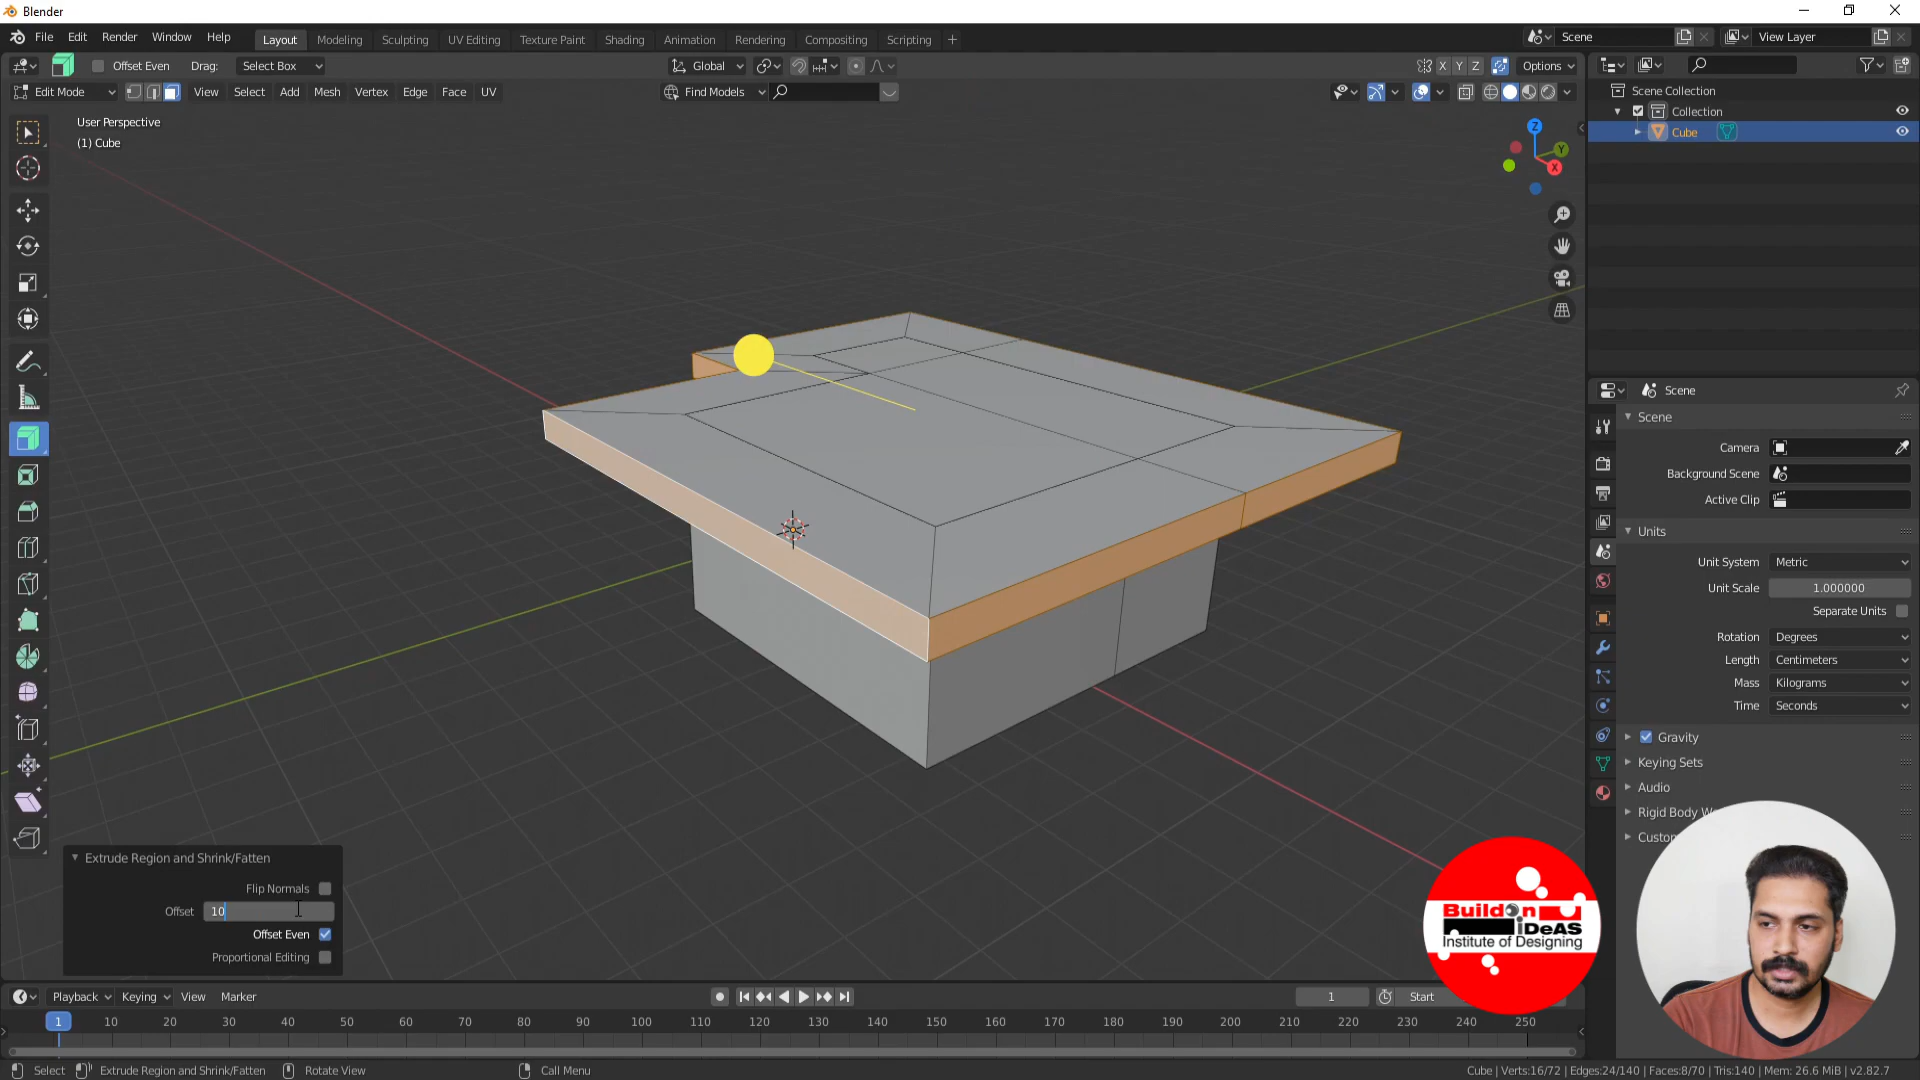 Blender
File Edit Render Window Help
Layout Modeling Sculpting UV Editing Texture Paint Shading Animation Rendering Compositing Scripting +
Scene
View Layer
Offset Even Drag: Select Box
Global
X Y Z Options
Edit Mode View Select Add Mesh Vertex Edge Face UV
Find Models
Scene Collection
Collection
Cube
User Perspective
(1) Cube
Z
Y
X
Scene
Scene
Camera
Background Scene
Active Clip
Units
Unit System Metric
Unit Scale 1.000000
Separate Units
Rotation Degrees
Length Centimeters
Mass Kilograms
Time Seconds
Gravity
Keying Sets
Audio
Rigid Body W
Custo
Extrude Region and Shrink/Fatten
Flip Normals
Offset 10
Offset Even
Proportional Editing
Build on
iDeAS
Institute of Designing
Playback Keying View Marker
1 Start
1 10 20 30 40 50 60 70 80 90 100 110 120 130 140 150 160 170 180 190 200 210 220 230 240 250
Select Extrude Region and Shrink/Fatten Rotate View Call Menu
Cube | Verts:16/72 | Edges:24/140 | Faces:8/70 | Tris:140 | Mem: 26.6 MiB | v2.82.7